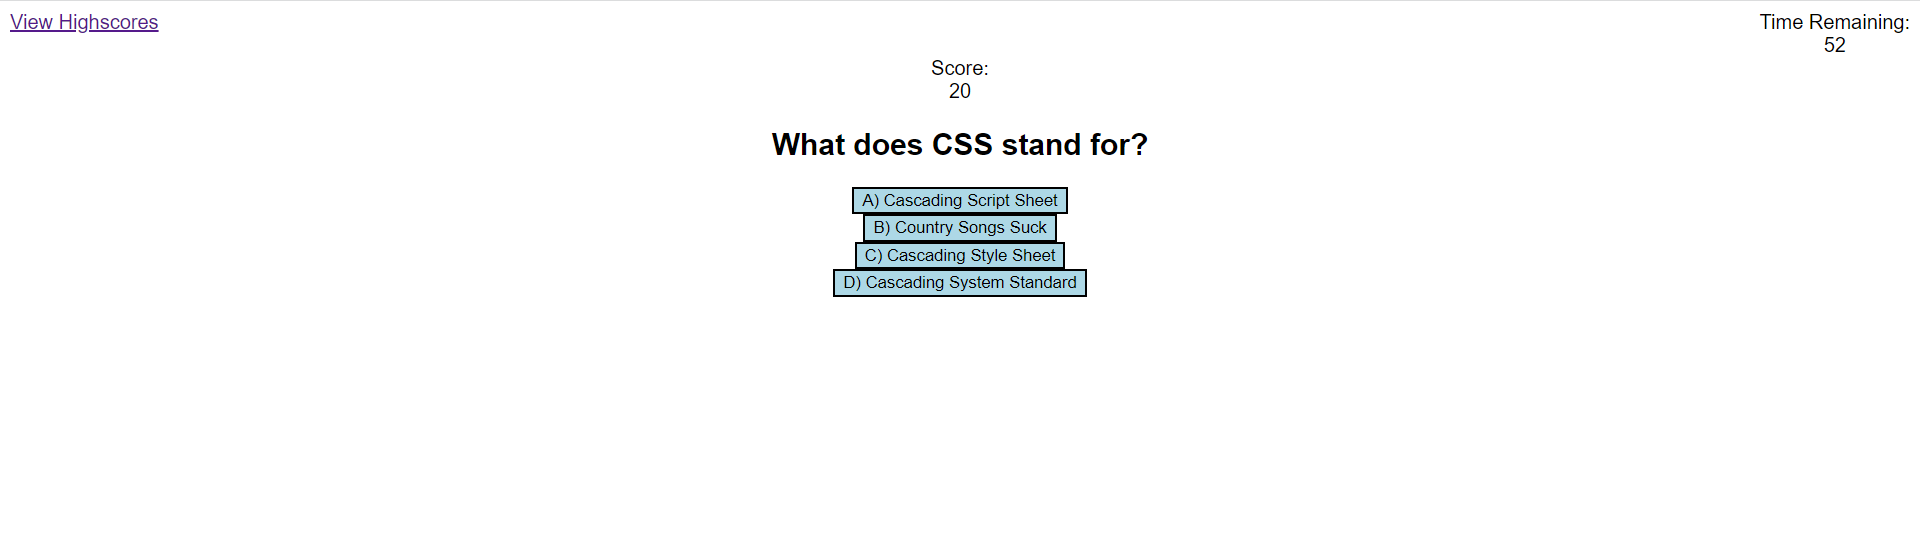 View Highscores
Time Remaining:
52
Score:
20
What does CSS stand for?
A) Cascading Script Sheet
B) Country Songs Suck
C) Cascading Style Sheet
D) Cascading System Standard